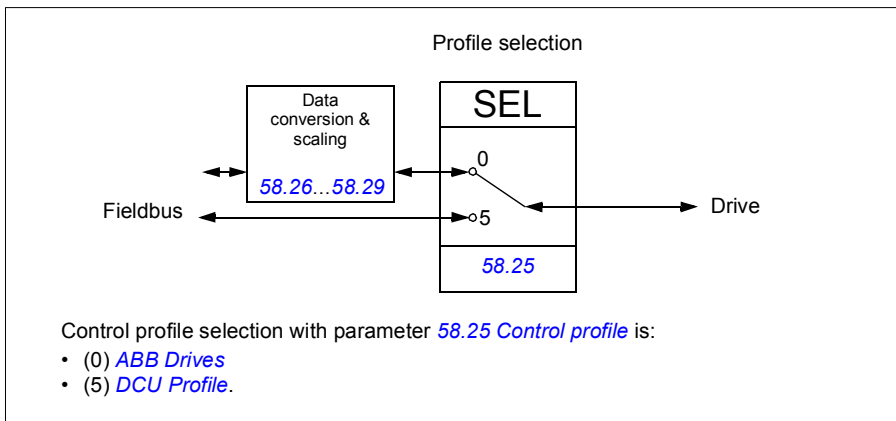 Profile selection
Data
conversion &
scaling
58.26...58.29
SEL
0
5
58.25
Fieldbus
Drive
Control profile selection with parameter 58.25 Control profile is:
• (0) ABB Drives
• (5) DCU Profile.